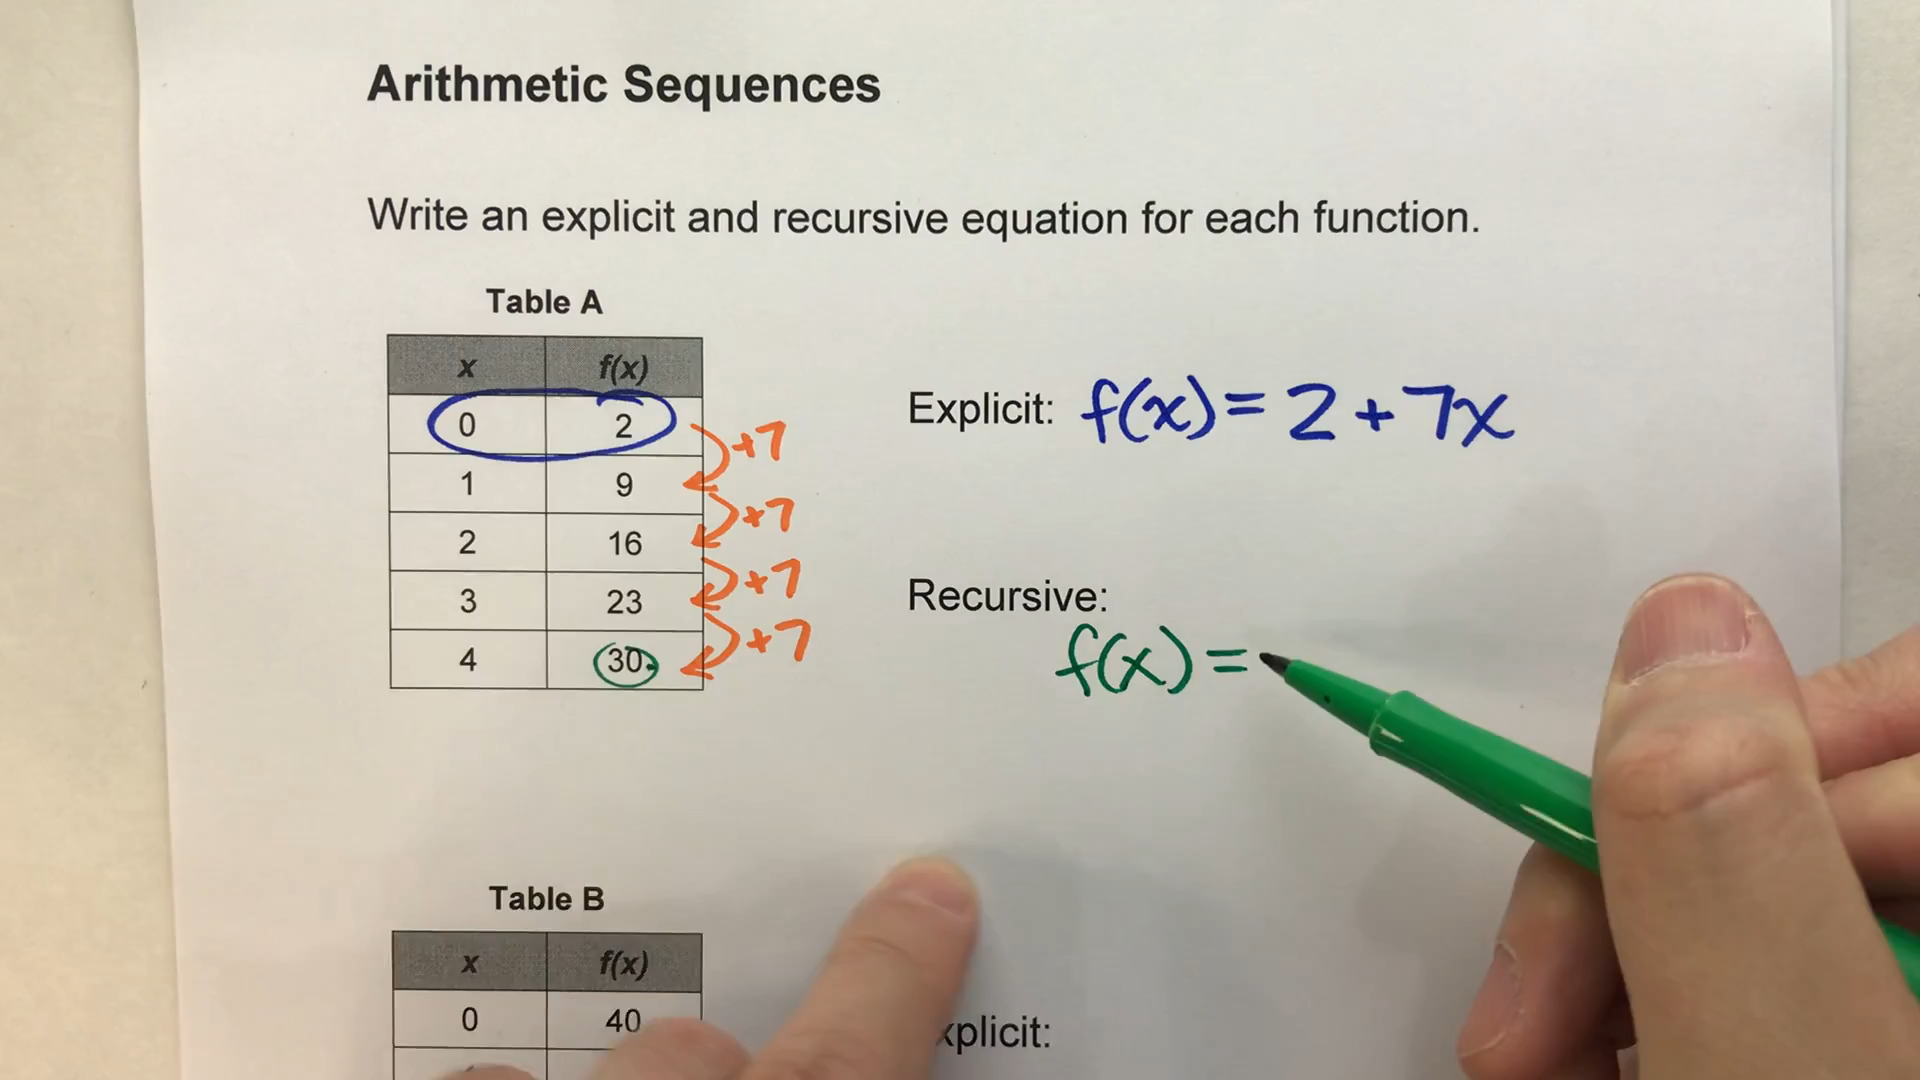 Arithmetic Sequences
Write an explicit and recursive equation for each function.
Table A
x f(x)
0 2
1 9
2 16
3 23
4 30
+7
+7
+7
+7
Explicit: f(x)= 2+7x
Recursive:
f(x)=
Table B
x f(x)
0 40
xplicit: